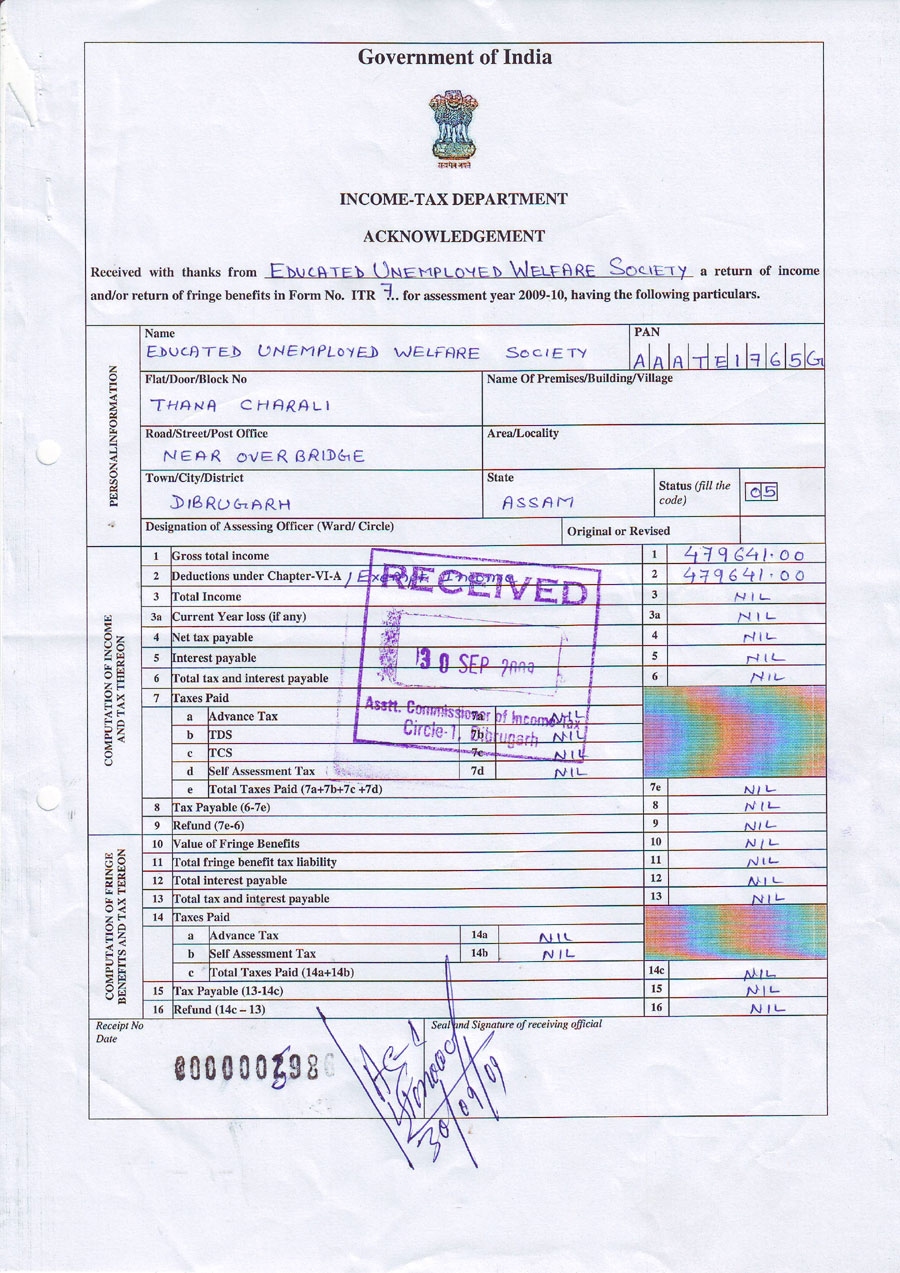 Government of India
सत्यमेव जयते
INCOME-TAX DEPARTMENT
ACKNOWLEDGEMENT
Received with thanks from EDUCATED UNEMPLOYED WELFARE SOCIETY a return of income
and/or return of fringe benefits in Form No. ITR 7.. for assessment year 2009-10, having the following particulars.
PERSONALINFORMATION
Name
EDUCATED UNEMPLOYED WELFARE SOCIETY
PAN
AAATE1765G
Flat/Door/Block No
THANA CHARALI
Name Of Premises/Building/Village
Road/Street/Post Office
NEAR OVERBRIDGE
Area/Locality
Town/City/District
DIBRUGARH
State
ASSAM
Status (fill the code)
05
Designation of Assessing Officer (Ward/ Circle)
Original or Revised
COMPUTATION OF INCOME AND TAX THEREON
1 Gross total income 1 479641.00
2 Deductions under Chapter-VI-A / Exempt Income 2 479641.00
3 Total Income 3 NIL
3a Current Year loss (if any) 3a NIL
4 Net tax payable 4 NIL
5 Interest payable 5 NIL
6 Total tax and interest payable 6 NIL
7 Taxes Paid
a Advance Tax 7a NIL
b TDS 7b NIL
c TCS 7c NIL
d Self Assessment Tax 7d NIL
e Total Taxes Paid (7a+7b+7c +7d) 7e NIL
8 Tax Payable (6-7e) 8 NIL
9 Refund (7e-6) 9 NIL
RECEIVED
30 SEP 2009
Asstt. Commissioner of Income Tax
Circle-1, Dibrugarh
COMPUTATION OF FRINGE BENEFITS AND TAX TEREON
10 Value of Fringe Benefits 10 NIL
11 Total fringe benefit tax liability 11 NIL
12 Total interest payable 12 NIL
13 Total tax and interest payable 13 NIL
14 Taxes Paid
a Advance Tax 14a NIL
b Self Assessment Tax 14b NIL
c Total Taxes Paid (14a+14b) 14c NIL
15 Tax Payable (13-14c) 15 NIL
16 Refund (14c – 13) 16 NIL
Receipt No
Date
Seal and Signature of receiving official
30/09/09